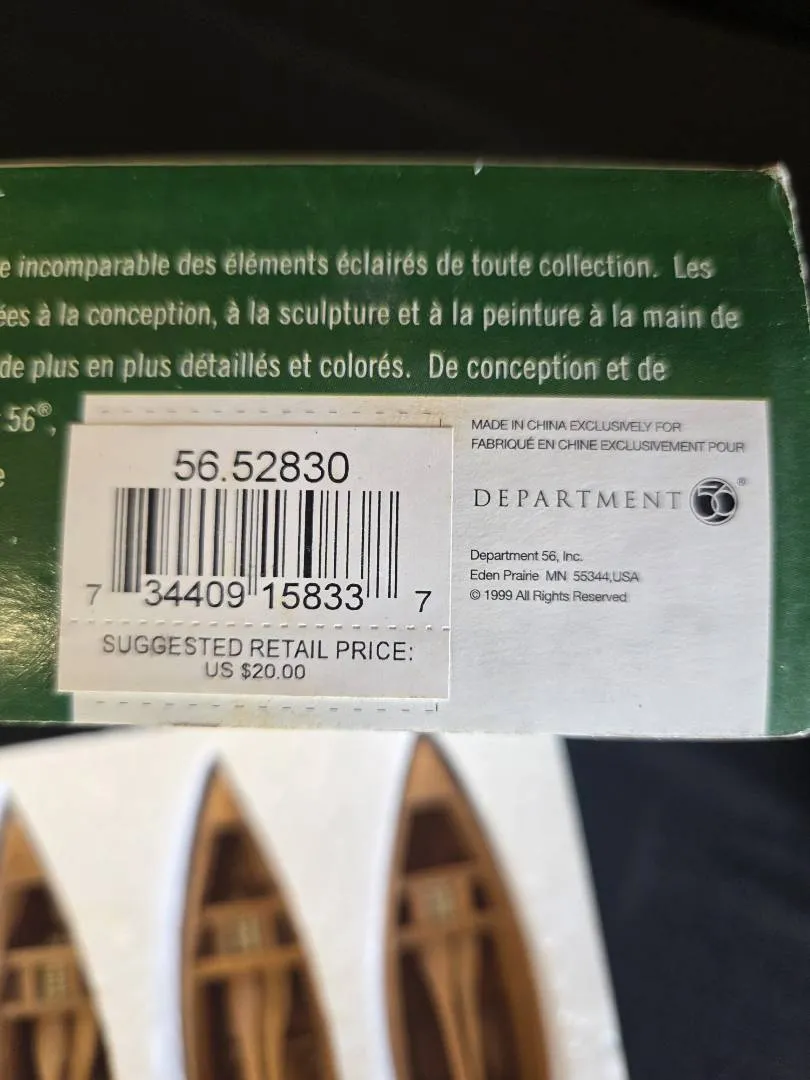 e incomparable des éléments éclairés de toute collection. Les
ées à la conception, à la sculpture et à la peinture à la main de
de plus en plus détaillés et colorés. De conception et de
56®,
e
56.52830
7 34409 15833 7
SUGGESTED RETAIL PRICE:
US $20.00
MADE IN CHINA EXCLUSIVELY FOR
FABRIQUÉ EN CHINE EXCLUSIVEMENT POUR
DEPARTMENT 56®
Department 56, Inc.
Eden Prairie MN 55344,USA
© 1999 All Rights Reserved